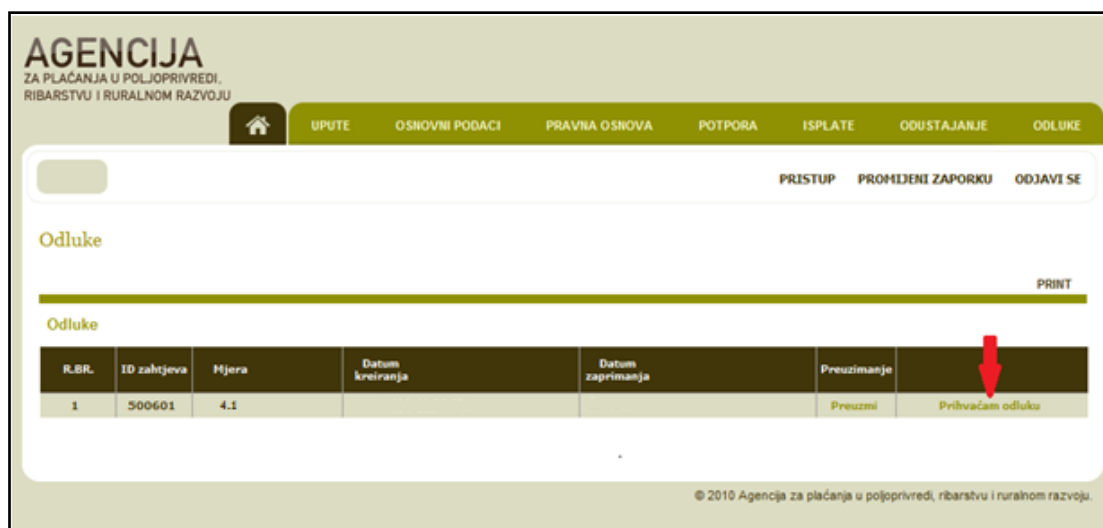 AGENCIJA
ZA PLAĆANJA U POLJOPRIVREDI,
RIBARSTVU I RURALNOM RAZVOJU
UPUTE OSNOVNI PODACI PRAVNA OSNOVA POTPORA ISPLATE ODUSTAJANJE ODLUKE
PRISTUP PROMIJENI ZAPORKU ODJAVI SE
Odluke
PRINT
Odluke
R.BR. ID zahtjeva Mjera Datum kreiranja Datum zaprimanja Preuzimanje
1 500601 4.1 Preuzmi Prihvaćam odluku
© 2010 Agencija za plaćanja u poljoprivredi, ribarstvu i ruralnom razvoju.